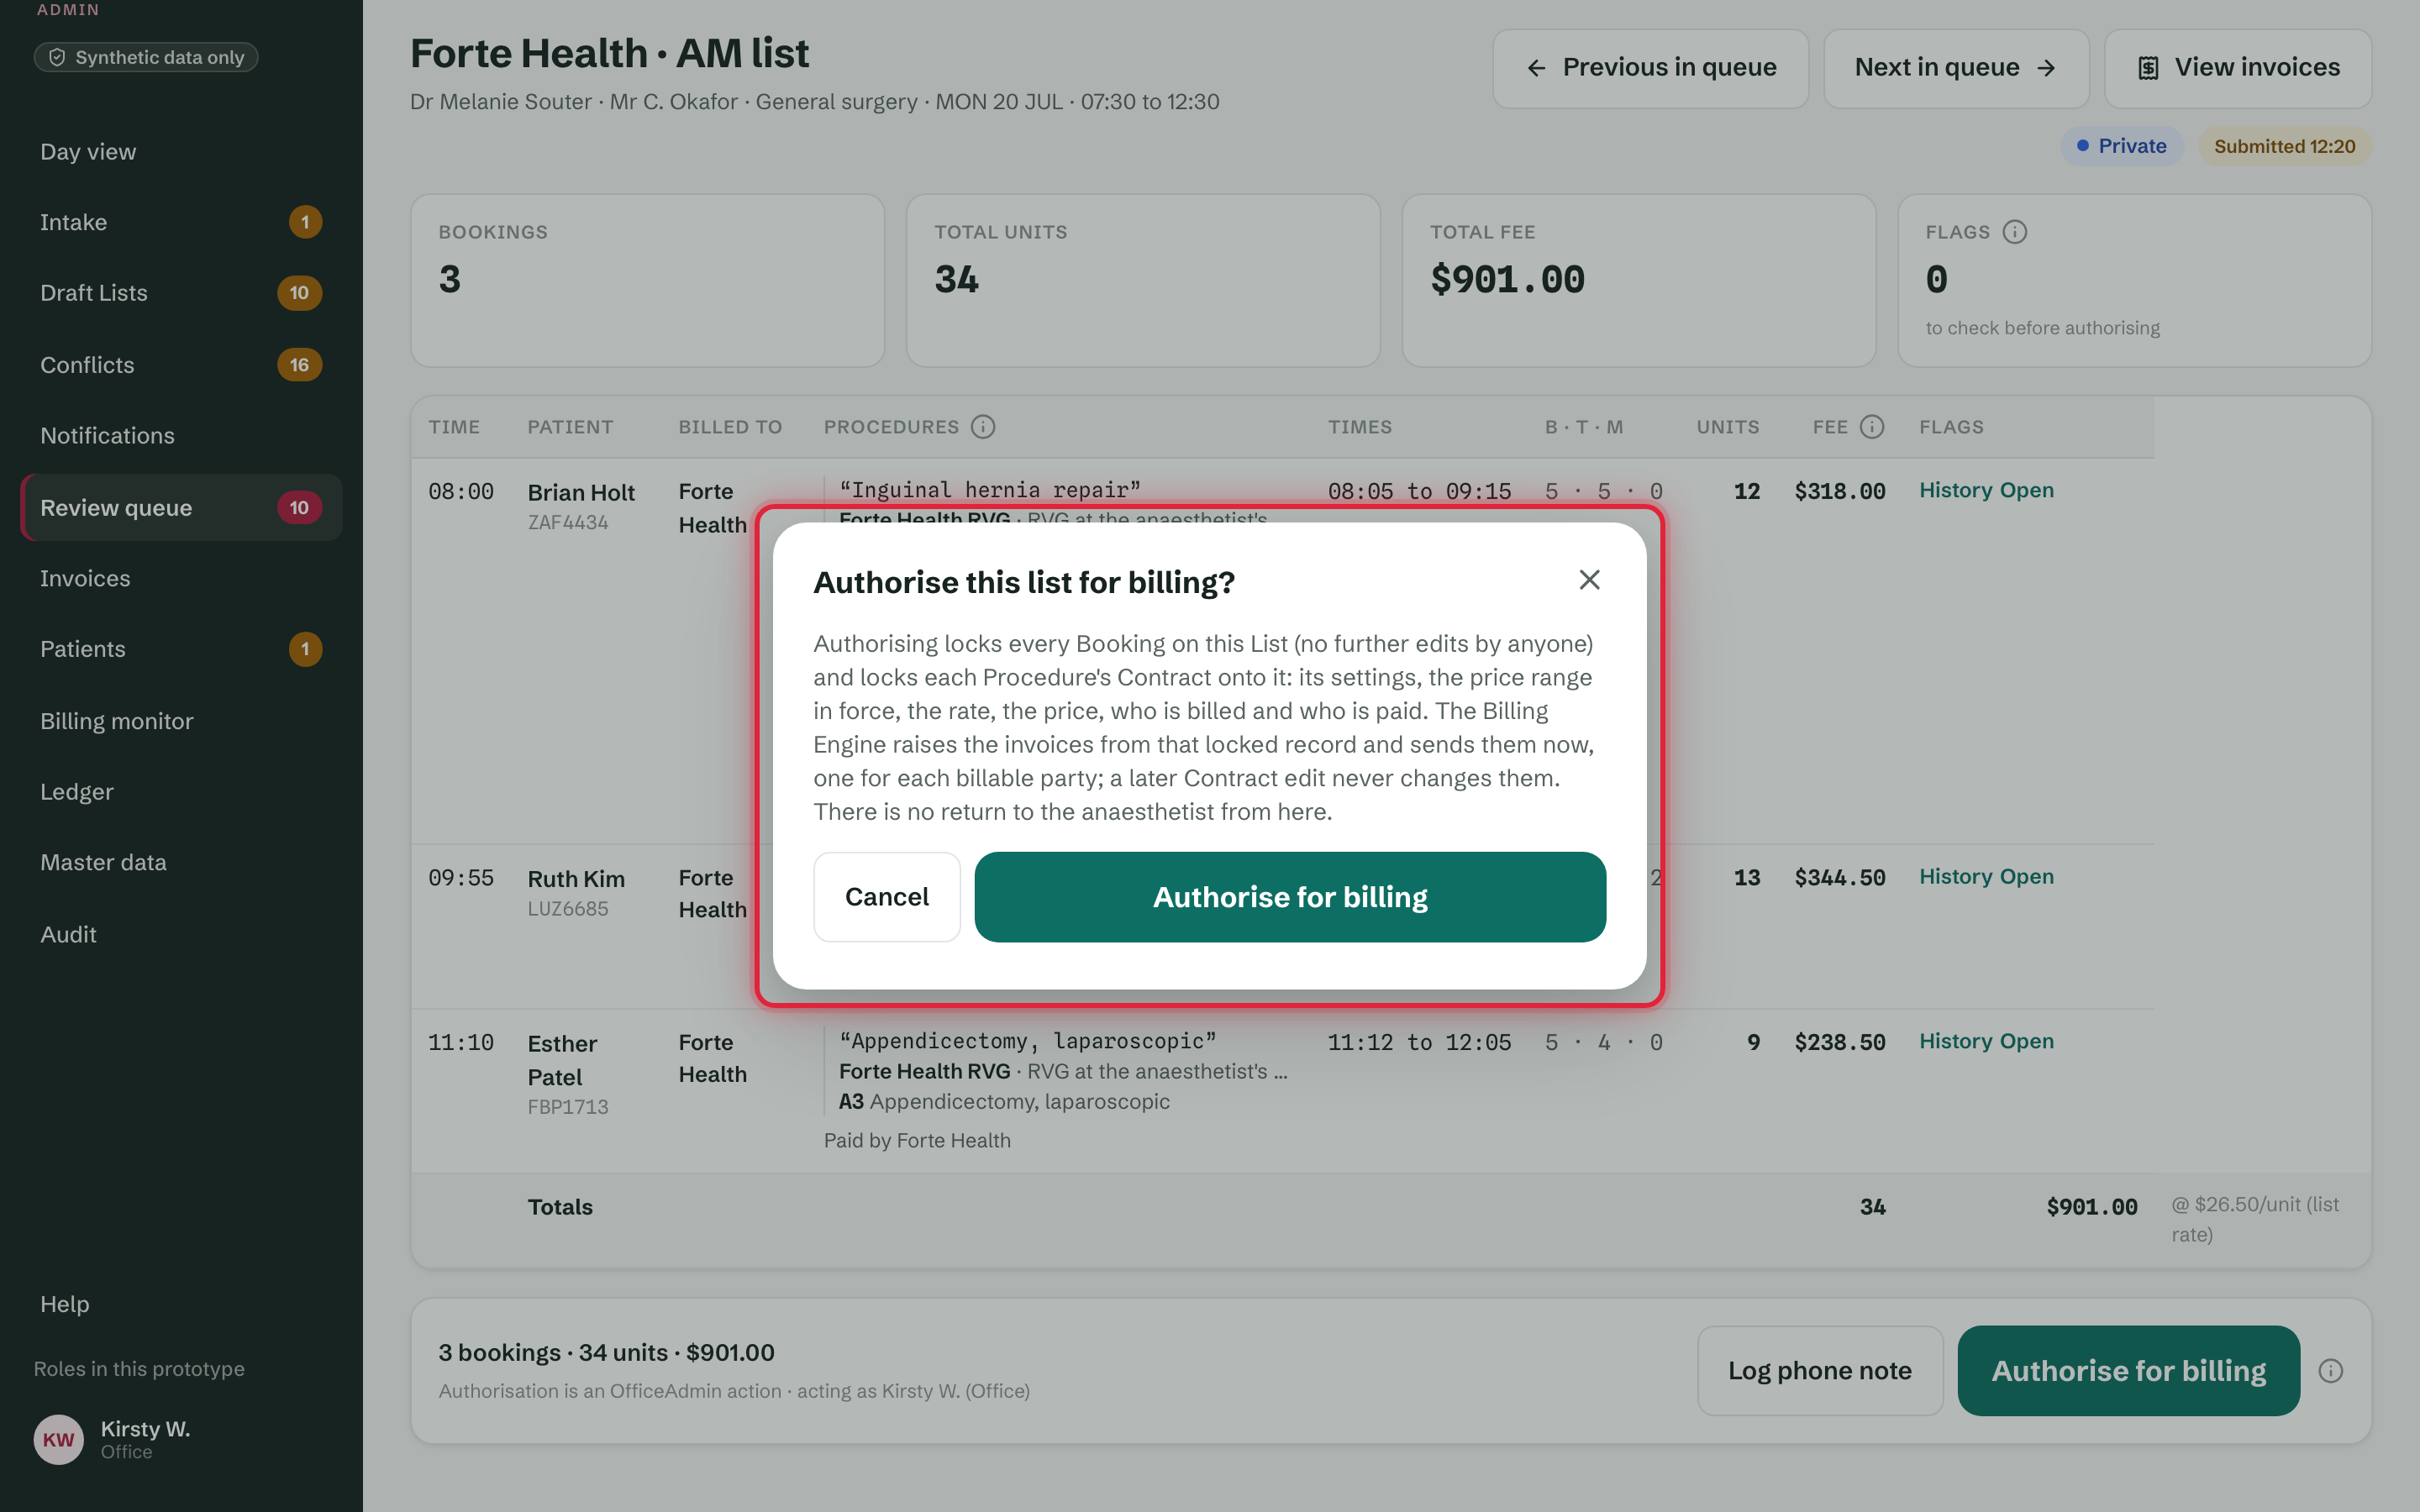 ADMIN
Synthetic data only
Day view
Intake 1
Draft Lists 10
Conflicts 16
Notifications
Review queue 10
Invoices
Patients 1
Billing monitor
Ledger
Master data
Audit
Help
Roles in this prototype
KW
Kirsty W.
Office
Forte Health · AM list
Dr Melanie Souter · Mr C. Okafor · General surgery · MON 20 JUL · 07:30 to 12:30
← Previous in queue
Next in queue →
View invoices
Private
Submitted 12:20
BOOKINGS
3
TOTAL UNITS
34
TOTAL FEE
$901.00
FLAGS
0
to check before authorising
TIME PATIENT BILLED TO PROCEDURES TIMES B · T · M UNITS FEE FLAGS
08:00 Brian Holt Forte “Inguinal hernia repair” 08:05 to 09:15 5 · 5 · 0 12 $318.00 History Open
ZAF4434 Health Forte Health RVG · RVG at the anaesthetist's
Authorise this list for billing?
Authorising locks every Booking on this List (no further edits by anyone)
and locks each Procedure's Contract onto it: its settings, the price range
in force, the rate, the price, who is billed and who is paid. The Billing
Engine raises the invoices from that locked record and sends them now,
one for each billable party; a later Contract edit never changes them.
There is no return to the anaesthetist from here.
Cancel
Authorise for billing
09:55 Ruth Kim Forte 2 13 $344.50 History Open
LUZ6685 Health
11:10 Esther Forte “Appendicectomy, laparoscopic” 11:12 to 12:05 5 · 4 · 0 9 $238.50 History Open
Patel Health Forte Health RVG · RVG at the anaesthetist's ...
FBP1713 A3 Appendicectomy, laparoscopic
Paid by Forte Health
Totals 34 $901.00 @ $26.50/unit (list
rate)
3 bookings · 34 units · $901.00
Authorisation is an OfficeAdmin action · acting as Kirsty W. (Office)
Log phone note
Authorise for billing